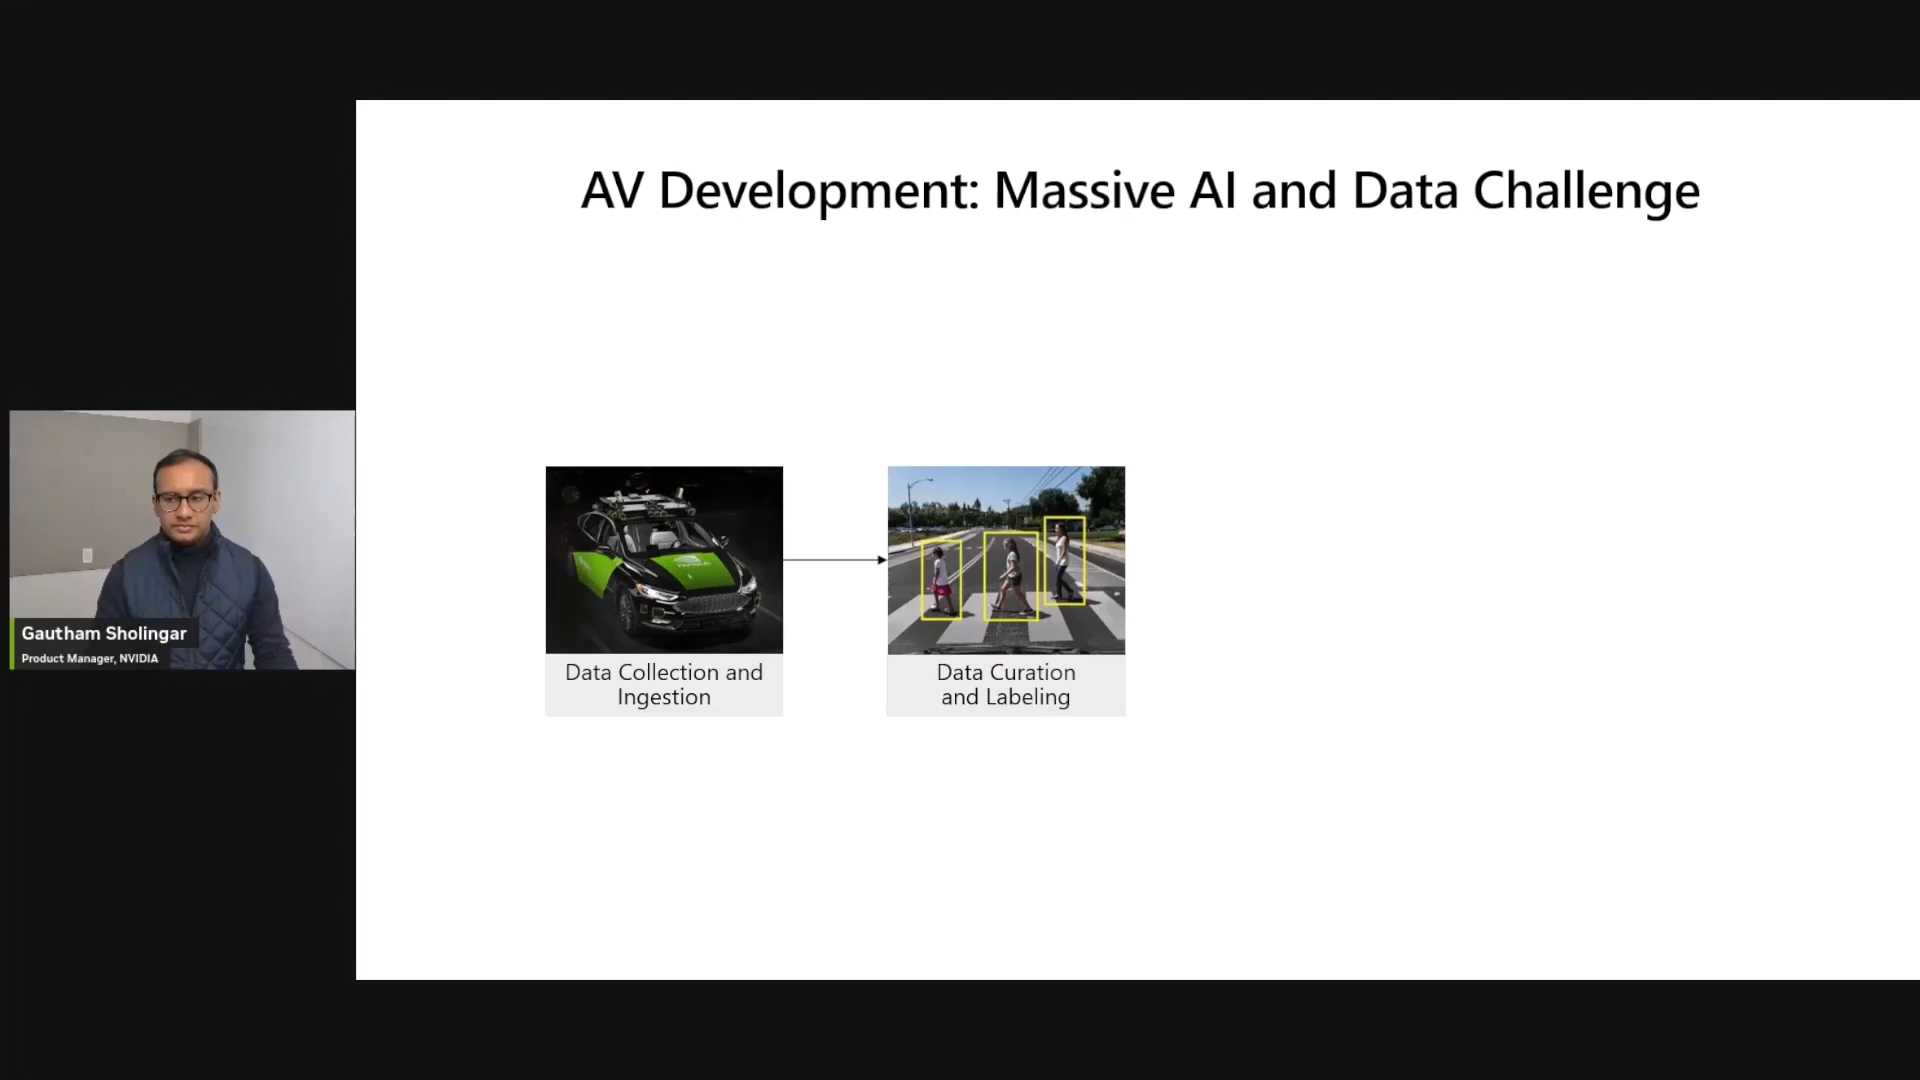 AV Development: Massive AI and Data Challenge
Gautham Sholingar
Product Manager, NVIDIA
NVIDIA
Data Collection and
Ingestion
Data Curation
and Labeling